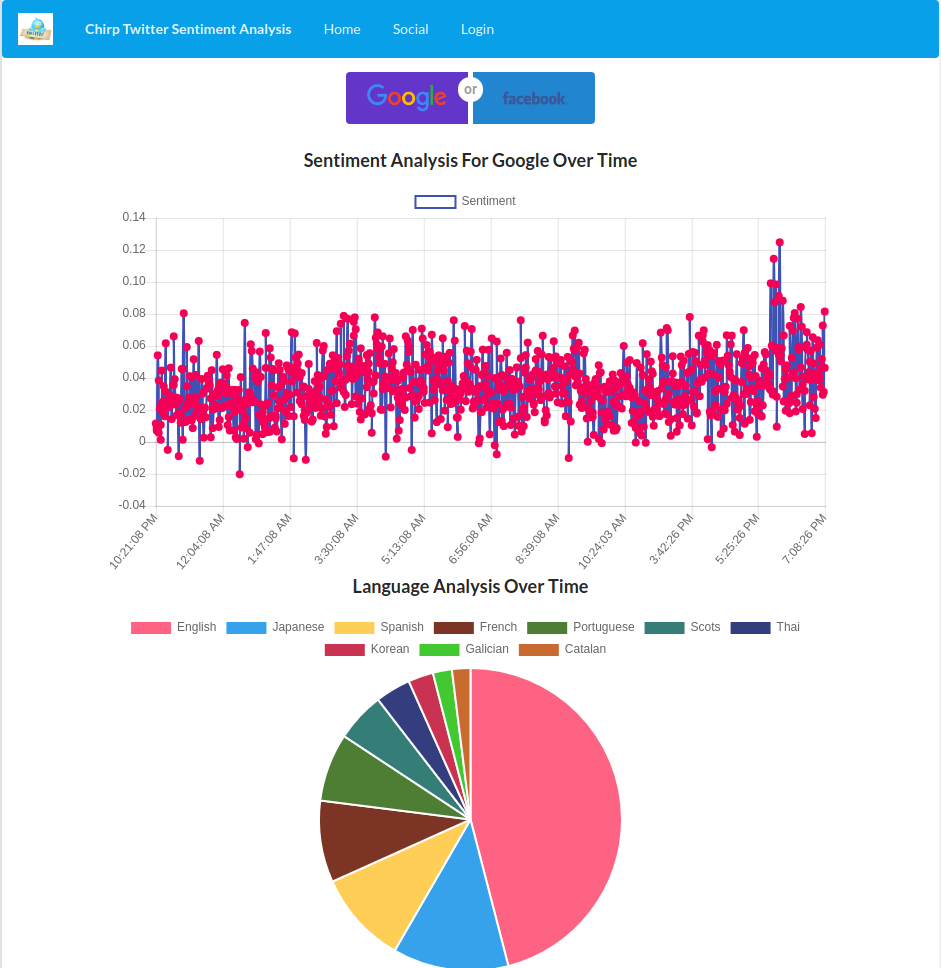 twitter
Chirp Twitter Sentiment Analysis Home Social Login
Google or facebook
Sentiment Analysis For Google Over Time
Sentiment
0.14
0.12
0.10
0.08
0.06
0.04
0.02
0
-0.02
-0.04
10:21:08 PM 12:04:08 AM 1:47:08 AM 3:30:08 AM 5:13:08 AM 6:56:08 AM 8:39:08 AM 10:24:03 AM 3:42:26 PM 5:25:26 PM 7:08:26 PM
Language Analysis Over Time
English Japanese Spanish French Portuguese Scots Thai
Korean Galician Catalan